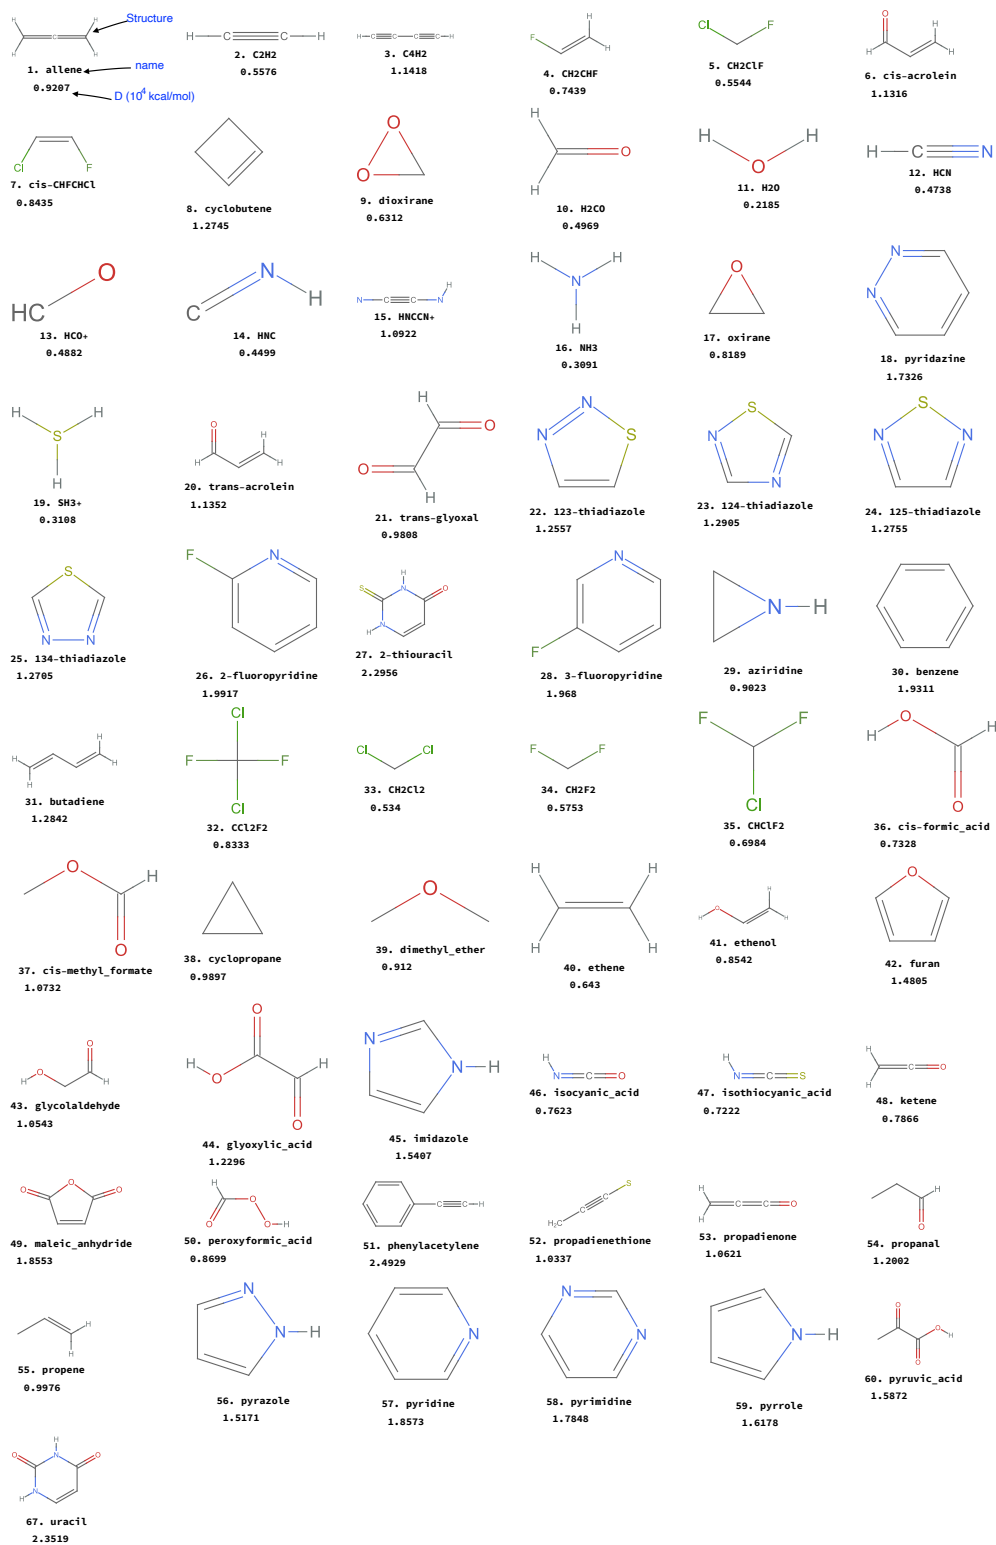 Structure
1. allene
name
0.9207
D (10^4 kcal/mol)
H C C H
2. C2H2
0.5576
H C C C C H
3. C4H2
1.1418
F H H
4. CH2CHF
0.7439
Cl F
5. CH2ClF
0.5544
O H H H
6. cis-acrolein
1.1316
Cl F
7. cis-CHFCHCl
0.8435
8. cyclobutene
1.2745
O O
9. dioxirane
0.6312
H H O
10. H2CO
0.4969
H O H
11. H2O
0.2185
H C N
12. HCN
0.4738
HC O
13. HCO+
0.4882
C N H
14. HNC
0.4499
N C C N H
15. HNCCN+
1.0922
H N H H
16. NH3
0.3091
O
17. oxirane
0.8189
N N
18. pyridazine
1.7326
H S H H
19. SH3+
0.3108
O H H H
20. trans-acrolein
1.1352
H O O H
21. trans-glyoxal
0.9808
N N S
22. 123-thiadiazole
1.2557
S N N
23. 124-thiadiazole
1.2905
S N N
24. 125-thiadiazole
1.2755
S N N
25. 134-thiadiazole
1.2705
F N
26. 2-fluoropyridine
1.9917
H S N O N H
27. 2-thiouracil
2.2956
N F
28. 3-fluoropyridine
1.968
N H
29. aziridine
0.9023
30. benzene
1.9311
H H H H
31. butadiene
1.2842
Cl F F Cl
32. CCl2F2
0.8333
Cl Cl
33. CH2Cl2
0.534
F F
34. CH2F2
0.5753
F F Cl
35. CHClF2
0.6984
H O H O
36. cis-formic_acid
0.7328
O H O
37. cis-methyl_formate
1.0732
38. cyclopropane
0.9897
O
39. dimethyl_ether
0.912
H H H H
40. ethene
0.643
H O H H
41. ethenol
0.8542
O
42. furan
1.4805
H O O H
43. glycolaldehyde
1.0543
O H O H O
44. glyoxylic_acid
1.2296
N N H
45. imidazole
1.5407
H N C O
46. isocyanic_acid
0.7623
H N C S
47. isothiocyanic_acid
0.7222
H H C O
48. ketene
0.7866
O O O
49. maleic_anhydride
1.8553
H O O O H
50. peroxyformic_acid
0.8699
C H
51. phenylacetylene
2.4929
H2C C S
52. propadienethione
1.0337
H H C C O
53. propadienone
1.0621
H O
54. propanal
1.2002
H H
55. propene
0.9976
N N H
56. pyrazole
1.5171
N
57. pyridine
1.8573
N N
58. pyrimidine
1.7848
N H
59. pyrrole
1.6178
O O H O
60. pyruvic_acid
1.5872
H O N O N H
67. uracil
2.3519